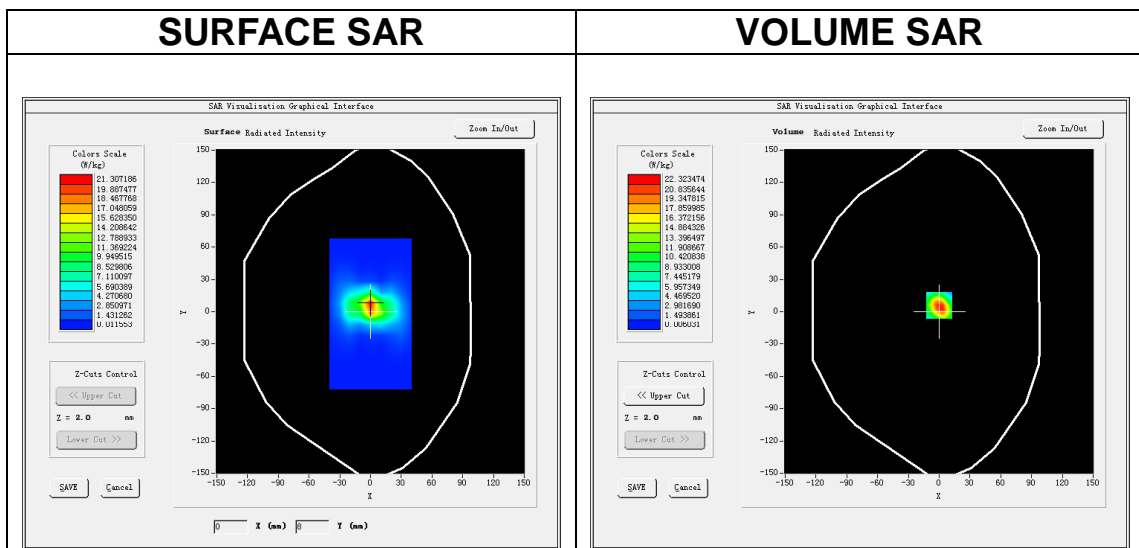 SURFACE SAR
VOLUME SAR
SAR Visualisation Graphical Interface
Surface Radiated Intensity
Zoom In/Out
Colors Scale
(W/kg)
21.307186
19.887477
18.467768
17.048059
15.628350
14.208642
12.788933
11.369224
9.949515
8.529806
7.110097
5.690389
4.270680
2.850971
1.431262
0.011553
Z-Cuts Control
<< Upper Cut
Z = 2.0 mm
Lower Cut >>
SAVE Cancel
150
120
90
60
30
0
-30
-60
-90
-120
-150
Y
-150 -120 -90 -60 -30 0 30 60 90 120 150
X
0 X (mm) 8 Y (mm)
SAR Visualisation Graphical Interface
Volume Radiated Intensity
Zoom In/Out
Colors Scale
(W/kg)
22.323474
20.835644
19.347815
17.859985
16.372156
14.884326
13.396497
11.908667
10.420838
8.933008
7.445179
5.957349
4.469520
2.981690
1.493861
0.006031
Z-Cuts Control
<< Upper Cut
Z = 2.0 mm
Lower Cut >>
SAVE Cancel
150
120
90
60
30
0
-30
-60
-90
-120
-150
Y
-150 -120 -90 -60 -30 0 30 60 90 120 150
X